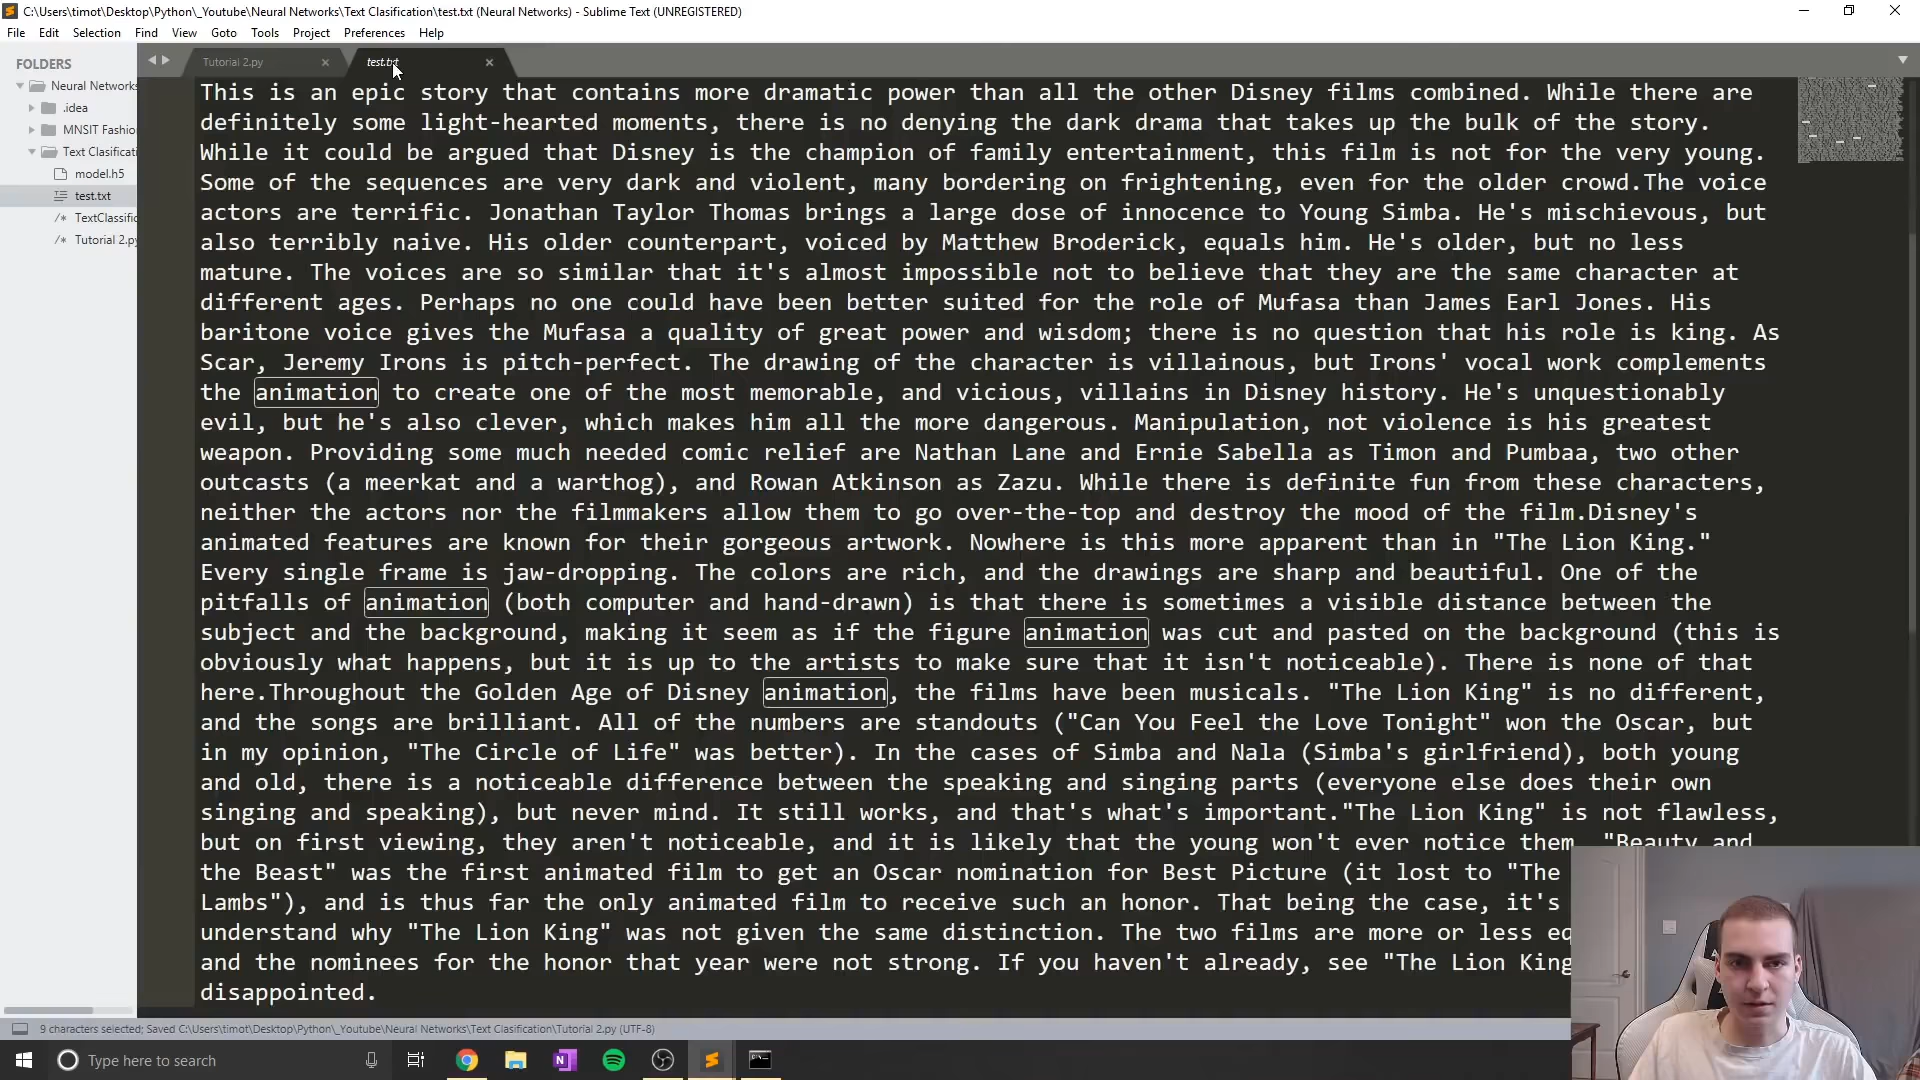 C:\Users\timot\Desktop\Python\_Youtube\Neural Networks\Text Clasification\test.txt (Neural Networks) - Sublime Text (UNREGISTERED)
File Edit Selection Find View Goto Tools Project Preferences Help
FOLDERS
Neural Networks
.idea
MNSIT Fashio
Text Clasificati
model.h5
test.txt
TextClassific
Tutorial 2.py
Tutorial 2.py
test.txt
This is an epic story that contains more dramatic power than all the other Disney films combined. While there are
definitely some light-hearted moments, there is no denying the dark drama that takes up the bulk of the story.
While it could be argued that Disney is the champion of family entertainment, this film is not for the very young.
Some of the sequences are very dark and violent, many bordering on frightening, even for the older crowd.The voice
actors are terrific. Jonathan Taylor Thomas brings a large dose of innocence to Young Simba. He's mischievous, but
also terribly naive. His older counterpart, voiced by Matthew Broderick, equals him. He's older, but no less
mature. The voices are so similar that it's almost impossible not to believe that they are the same character at
different ages. Perhaps no one could have been better suited for the role of Mufasa than James Earl Jones. His
baritone voice gives the Mufasa a quality of great power and wisdom; there is no question that his role is king. As
Scar, Jeremy Irons is pitch-perfect. The drawing of the character is villainous, but Irons' vocal work complements
the animation to create one of the most memorable, and vicious, villains in Disney history. He's unquestionably
evil, but he's also clever, which makes him all the more dangerous. Manipulation, not violence is his greatest
weapon. Providing some much needed comic relief are Nathan Lane and Ernie Sabella as Timon and Pumbaa, two other
outcasts (a meerkat and a warthog), and Rowan Atkinson as Zazu. While there is definite fun from these characters,
neither the actors nor the filmmakers allow them to go over-the-top and destroy the mood of the film.Disney's
animated features are known for their gorgeous artwork. Nowhere is this more apparent than in "The Lion King."
Every single frame is jaw-dropping. The colors are rich, and the drawings are sharp and beautiful. One of the
pitfalls of animation (both computer and hand-drawn) is that there is sometimes a visible distance between the
subject and the background, making it seem as if the figure animation was cut and pasted on the background (this is
obviously what happens, but it is up to the artists to make sure that it isn't noticeable). There is none of that
here.Throughout the Golden Age of Disney animation, the films have been musicals. "The Lion King" is no different,
and the songs are brilliant. All of the numbers are standouts ("Can You Feel the Love Tonight" won the Oscar, but
in my opinion, "The Circle of Life" was better). In the cases of Simba and Nala (Simba's girlfriend), both young
and old, there is a noticeable difference between the speaking and singing parts (everyone else does their own
singing and speaking), but never mind. It still works, and that's what's important."The Lion King" is not flawless,
but on first viewing, they aren't noticeable, and it is likely that the young won't ever notice them. "Beauty and
the Beast" was the first animated film to get an Oscar nomination for Best Picture (it lost to "The
Lambs"), and is thus far the only animated film to receive such an honor. That being the case, it's
understand why "The Lion King" was not given the same distinction. The two films are more or less eq
and the nominees for the honor that year were not strong. If you haven't already, see "The Lion King
disappointed.
9 characters selected; Saved C:\Users\timot\Desktop\Python\_Youtube\Neural Networks\Text Clasification\Tutorial 2.py (UTF-8)
Type here to search